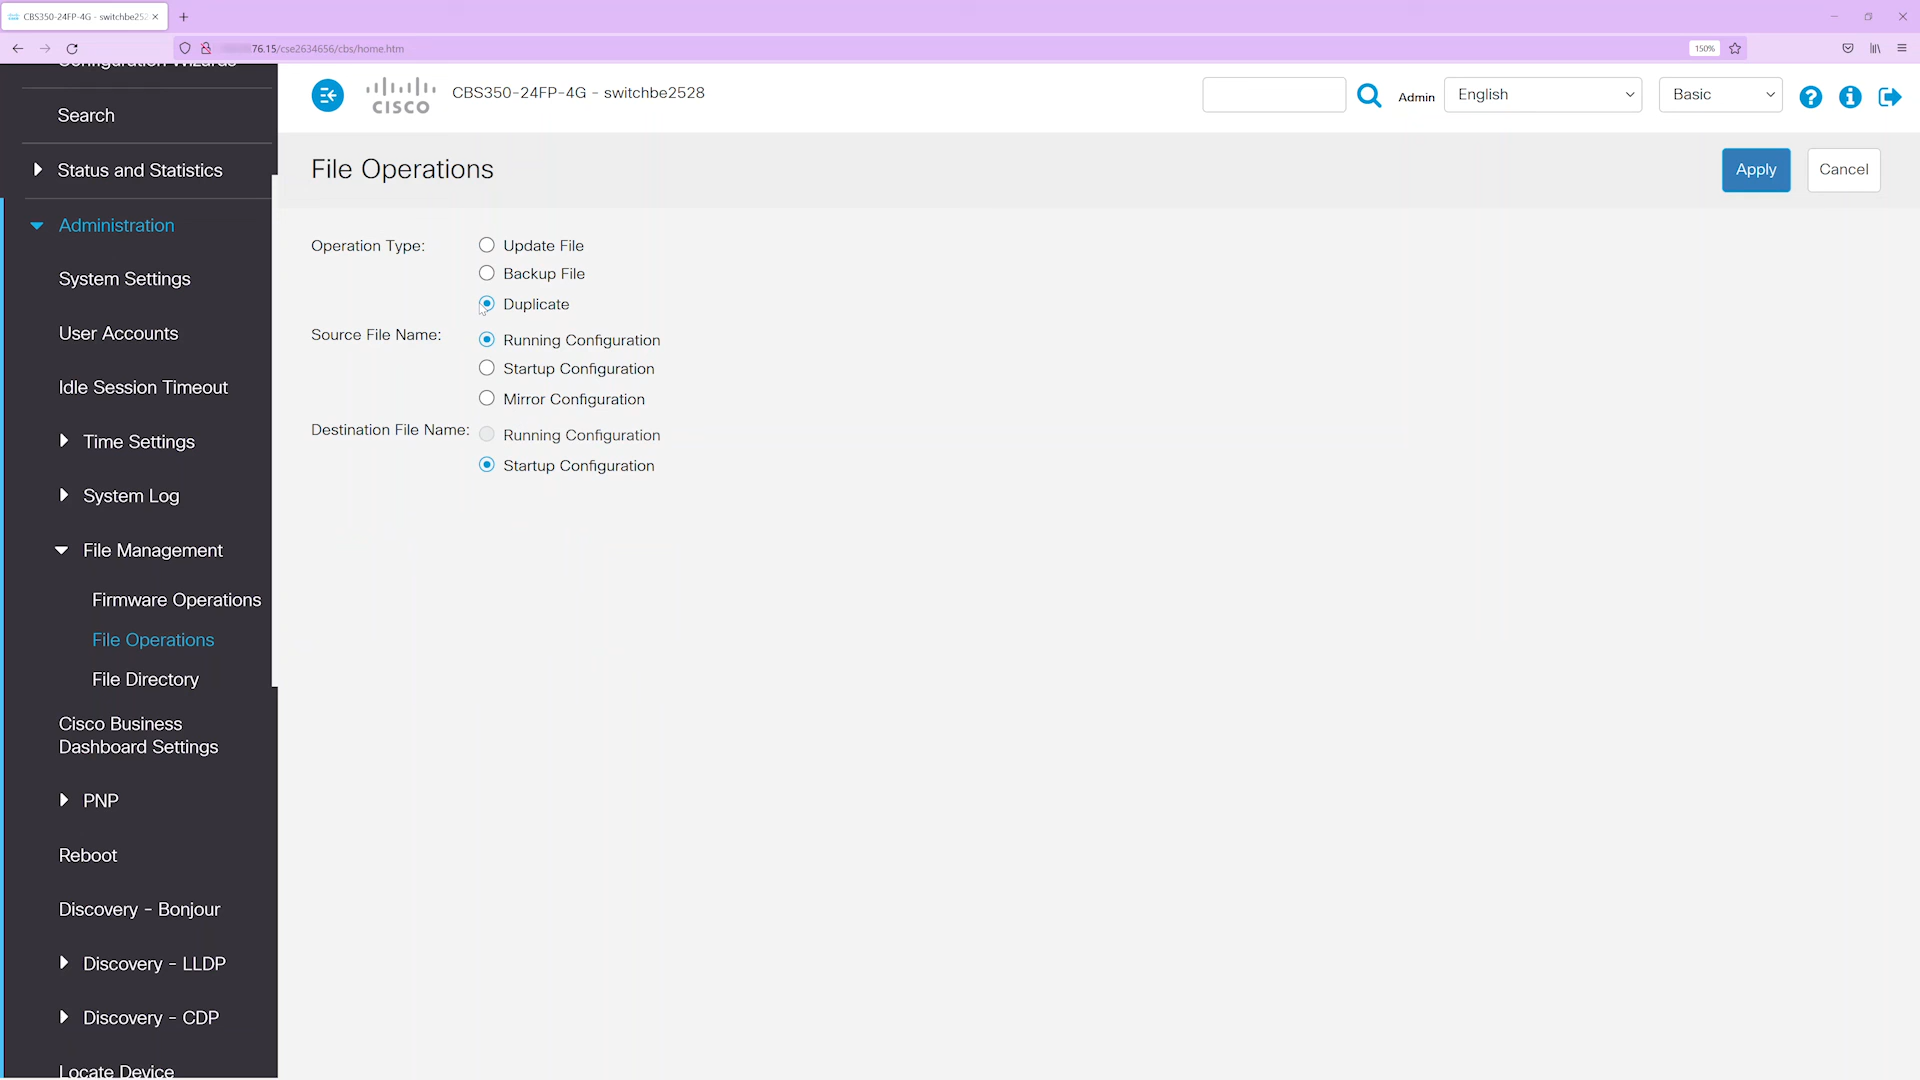 CBS350-24FP-4G - switchbe252
76.15/cse2634656/cbs/home.htm
150%
Configuration Wizards
Search
Status and Statistics
Administration
System Settings
User Accounts
Idle Session Timeout
Time Settings
System Log
File Management
Firmware Operations
File Operations
File Directory
Cisco Business
Dashboard Settings
PNP
Reboot
Discovery - Bonjour
Discovery - LLDP
Discovery - CDP
Locate Device
CISCO
CBS350-24FP-4G - switchbe2528
Admin
English
Basic
File Operations
Apply
Cancel
Operation Type:
Update File
Backup File
Duplicate
Source File Name:
Running Configuration
Startup Configuration
Mirror Configuration
Destination File Name:
Running Configuration
Startup Configuration